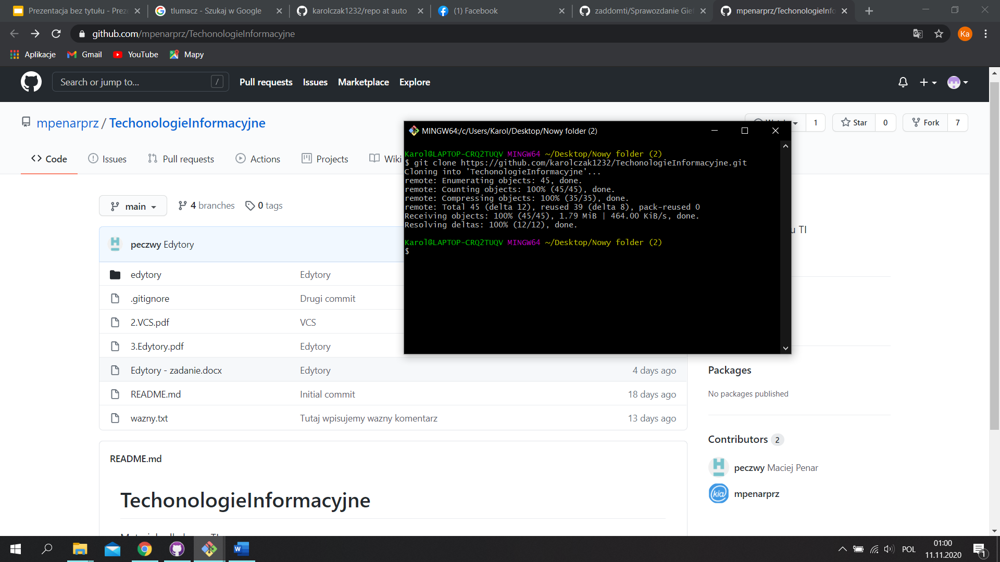 Prezentacja bez tytułu - Preze
tlumacz - Szukaj w Google
karolczak1232/repo at auto
(1) Facebook
zaddomti/Sprawozdanie Gie
mpenarprz/TechonologieInfo
github.com/mpenarprz/TechonologieInformacyjne
Ka
Aplikacje
Gmail
YouTube
Mapy
Search or jump to...
/
Pull requests
Issues
Marketplace
Explore
mpenarprz / TechonologieInformacyjne
1
Star
0
Fork
7
Code
Issues
Pull requests
Actions
Projects
Wiki
MINGW64:/c/Users/Karol/Desktop/Nowy folder (2)
Karol@LAPTOP-CRQ2TUQV MINGW64 ~/Desktop/Nowy folder (2)
$ git clone https://github.com/karolczak1232/TechonologieInformacyjne.git
Cloning into 'TechonologieInformacyjne'...
remote: Enumerating objects: 45, done.
remote: Counting objects: 100% (45/45), done.
remote: Compressing objects: 100% (35/35), done.
remote: Total 45 (delta 12), reused 39 (delta 8), pack-reused 0
Receiving objects: 100% (45/45), 1.79 MiB | 464.00 KiB/s, done.
Resolving deltas: 100% (12/12), done.
Karol@LAPTOP-CRQ2TUQV MINGW64 ~/Desktop/Nowy folder (2)
$
main
4 branches
0 tags
u TI
peczwy Edytory
edytory
Edytory
.gitignore
Drugi commit
2.VCS.pdf
VCS
3.Edytory.pdf
Edytory
Edytory - zadanie.docx
Edytory
4 days ago
README.md
Initial commit
18 days ago
wazny.txt
Tutaj wpisujemy wazny komentarz
13 days ago
Packages
No packages published
Contributors 2
peczwy Maciej Penar
kia
mpenarprz
README.md
TechonologieInformacyjne
POL
01:00
11.11.2020
1